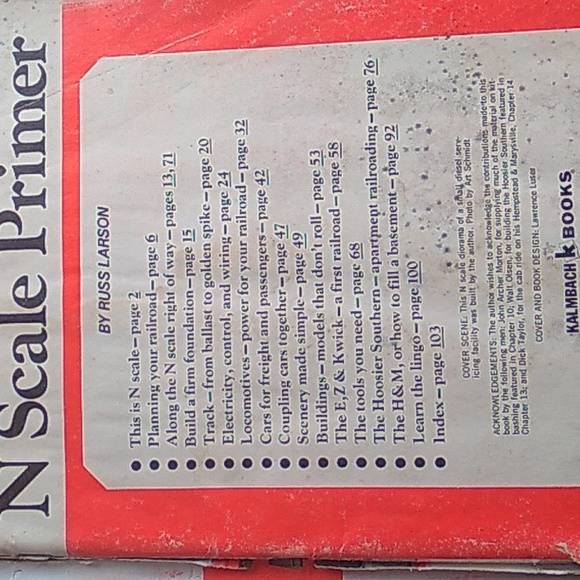 N Scale Primer
BY RUSS LARSON
● This is N scale – page 2
● Planning your railroad – page 6
● Along the N scale right of way – pages 13, 71
● Build a firm foundation – page 15
● Track – from ballast to golden spike – page 20
● Electricity, control, and wiring – page 24
● Locomotives – power for your railroad – page 32
● Cars for freight and passengers – page 42
● Coupling cars together – page 47
● Scenery made simple – page 49
● Buildings – models that don't roll – page 53
● The E, Z & Kwick – a first railroad – page 58
● The tools you need – page 68
● The Hoosier Southern – apartment railroading – page 76
● The H&M, or how to fill a basement – page 92
● Learn the lingo – page 100
● Index – page 103
COVER SCENE: This N scale diorama of a small diesel serv-
icing facility was built by the author. Photo by Art Schmidt
ACKNOWLEDGEMENTS: The author wishes to acknowledge the contributions made to this
book by the following men: John Archer Morton, for supplying much of the material on kit-
bashing featured in Chapter 10; Walt Olsen, for building the Hoosier Southern featured in
Chapter 13; and Dick Taylor, for the cab ride on his Hempstead & Marysville, Chapter 14.
COVER AND BOOK DESIGN: Lawrence Luser
KALMBACH K BOOKS